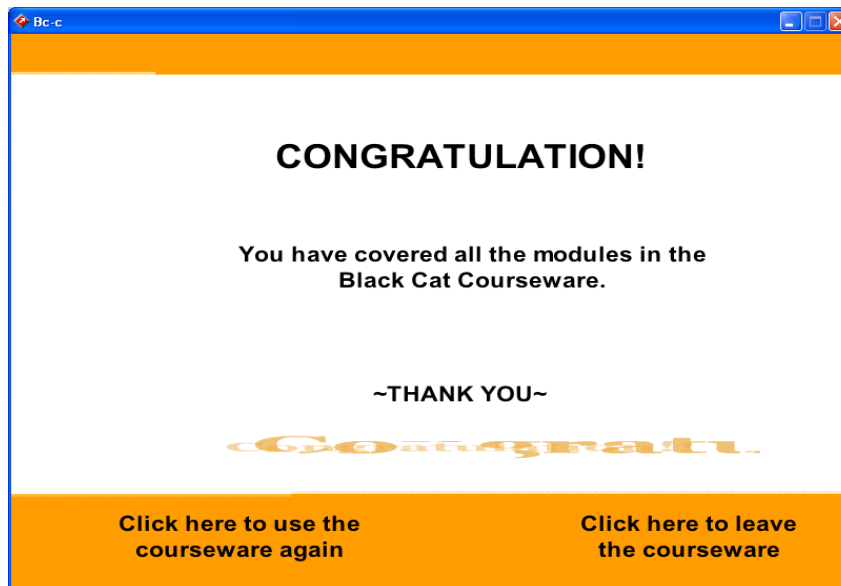 Bc-c
CONGRATULATION!
You have covered all the modules in the
Black Cat Courseware.
~THANK YOU~
Click here to use the
courseware again
Click here to leave
the courseware